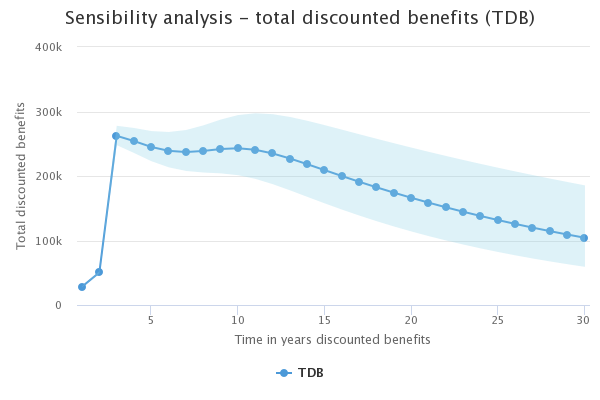 Sensibility analysis – total discounted benefits (TDB)
Total discounted benefits
400k
300k
200k
100k
0
5 10 15 20 25 30
Time in years discounted benefits
TDB